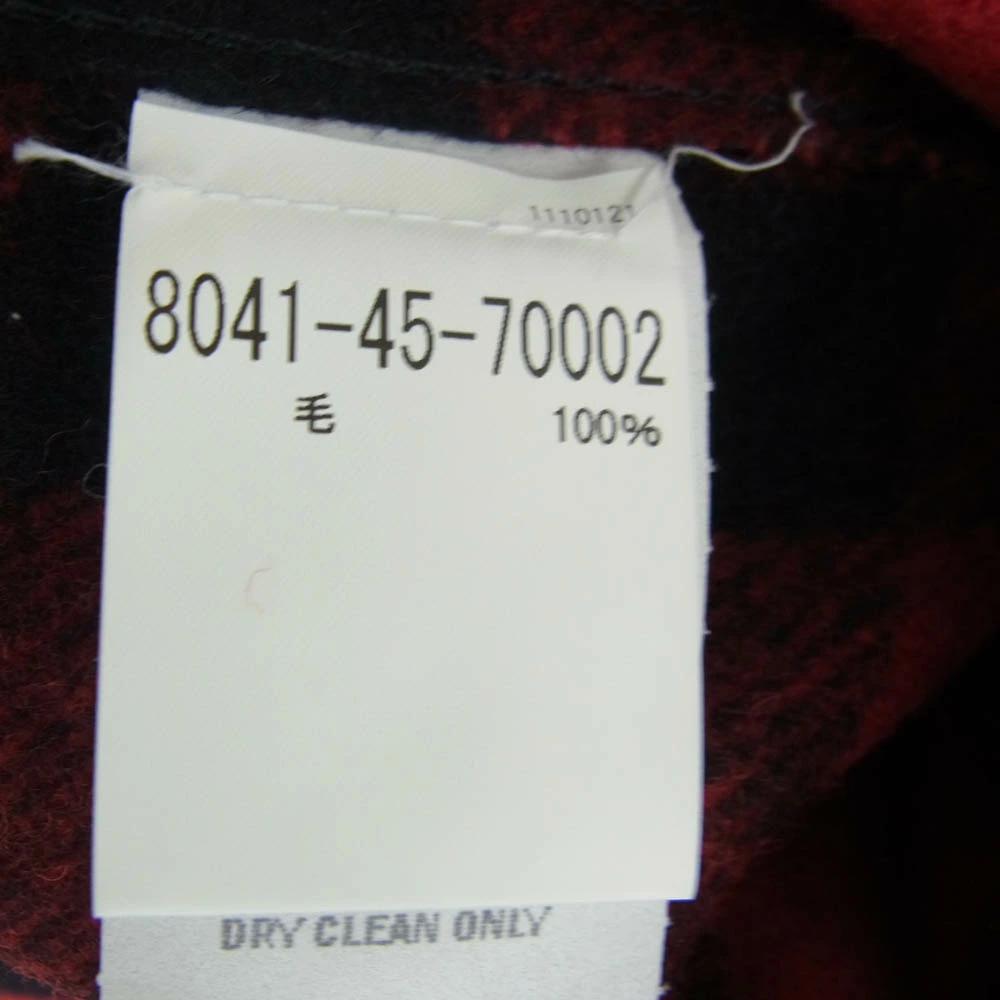 1110121
8041-45-70002
毛 100%
DRY CLEAN ONLY